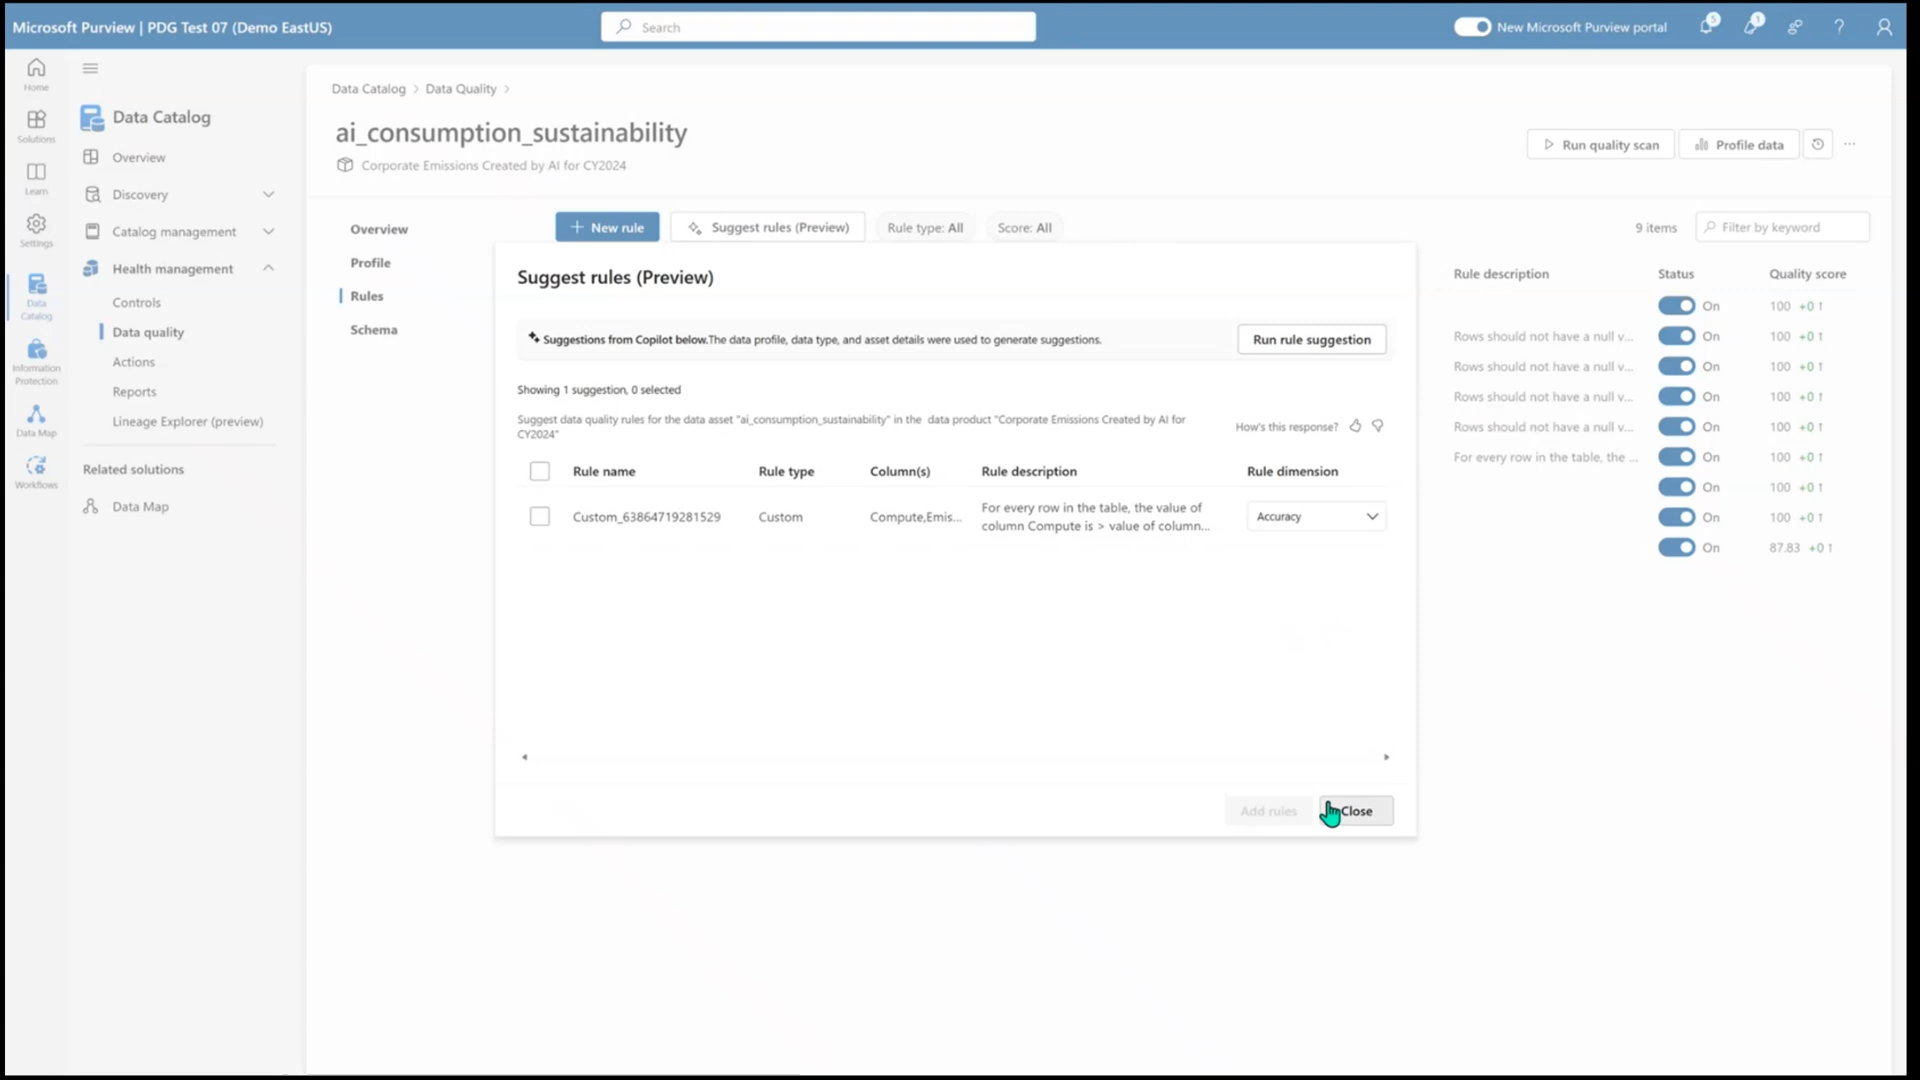 Microsoft Purview | PDG Test 07 (Demo EastUS)
Search
New Microsoft Purview portal
5
1
Home
Solutions
Learn
Settings
Data
Catalog
Information
Protection
Data Map
Workflows
Data Catalog
Overview
Discovery
Catalog management
Health management
Controls
Data quality
Actions
Reports
Lineage Explorer (preview)
Related solutions
Data Map
Data Catalog > Data Quality >
ai_consumption_sustainability
Corporate Emissions Created by AI for CY2024
Run quality scan
Profile data
Overview
Profile
Rules
Schema
+ New rule
Suggest rules (Preview)
Rule type: All
Score: All
9 items
Filter by keyword
Rule description Status Quality score
On 100 +0 ↑
Rows should not have a null v... On 100 +0 ↑
Rows should not have a null v... On 100 +0 ↑
Rows should not have a null v... On 100 +0 ↑
Rows should not have a null v... On 100 +0 ↑
For every row in the table, the ... On 100 +0 ↑
On 100 +0 ↑
On 100 +0 ↑
On 87.83 +0 ↑
Suggest rules (Preview)
Suggestions from Copilot below.The data profile, data type, and asset details were used to generate suggestions.
Run rule suggestion
Showing 1 suggestion, 0 selected
Suggest data quality rules for the data asset "ai_consumption_sustainability" in the data product "Corporate Emissions Created by AI for
CY2024"
How's this response?
Rule name Rule type Column(s) Rule description Rule dimension
Custom_63864719281529 Custom Compute,Emis... For every row in the table, the value of
column Compute is > value of column...
Accuracy
Add rules
Close